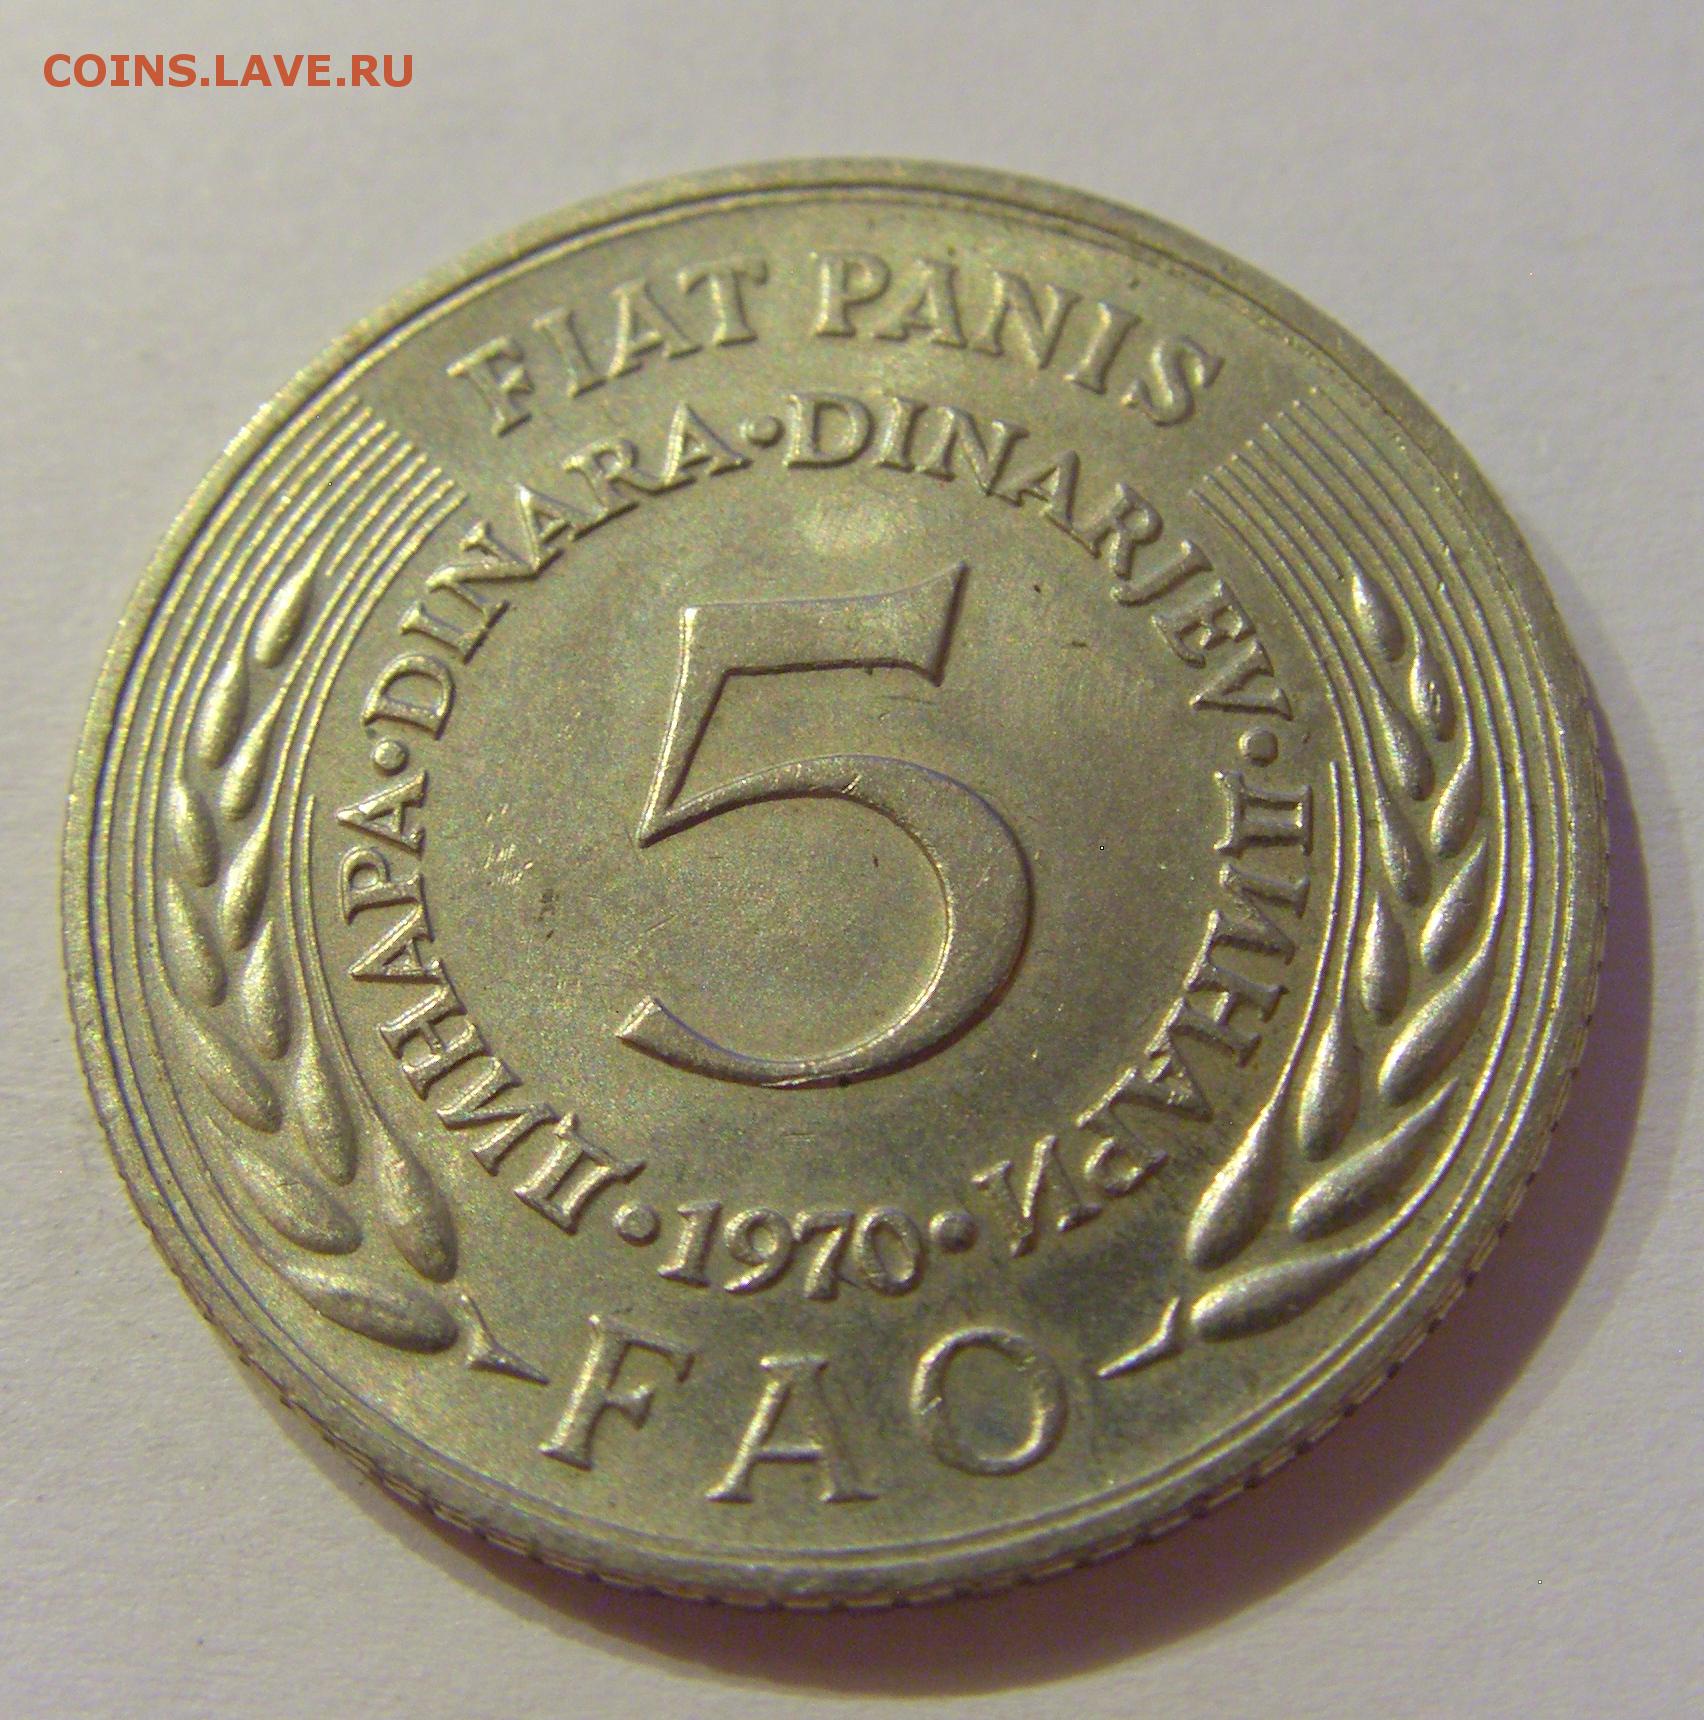 COINS.LAVE.RU
FIAT PANIS
ДИНАРА·DINARA·DINARJEV·ДИНАРИ
5
·1970·
FAO